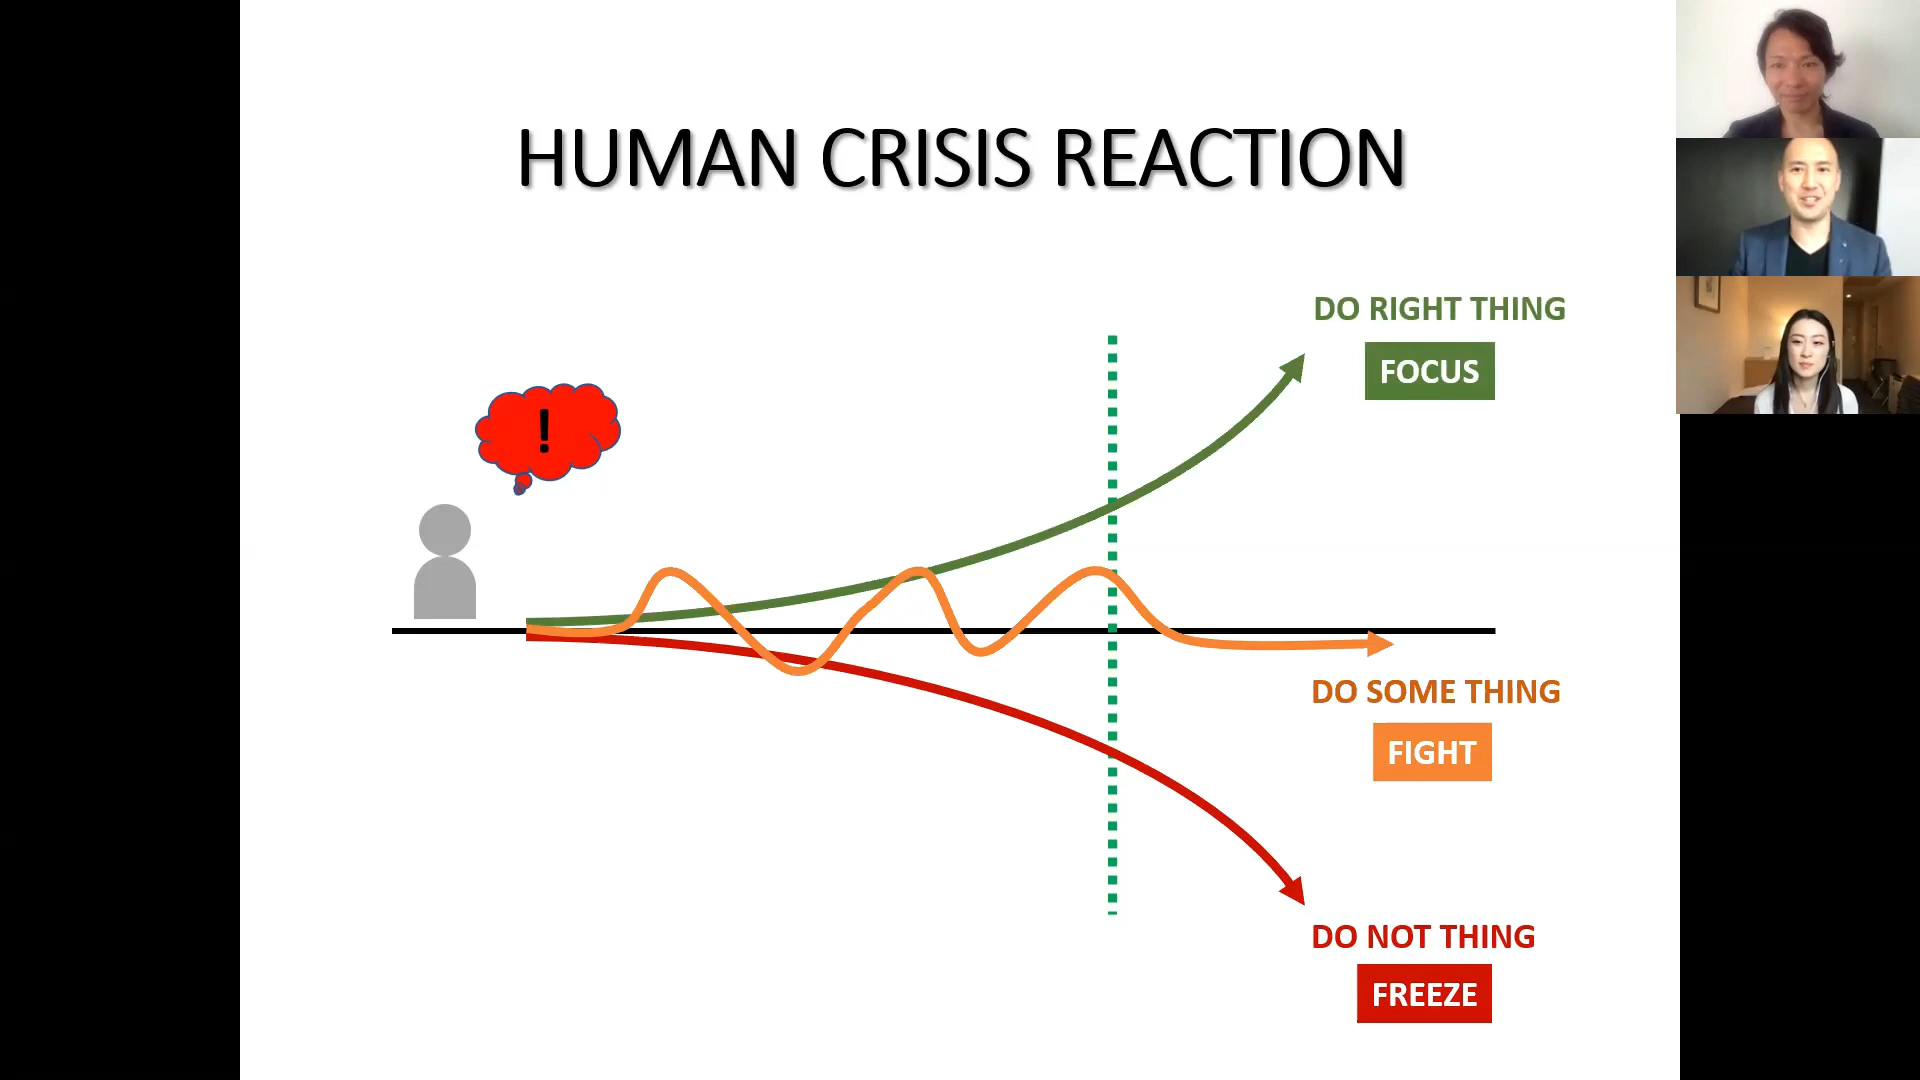 HUMAN CRISIS REACTION
!
DO RIGHT THING
FOCUS
DO SOME THING
FIGHT
DO NOT THING
FREEZE